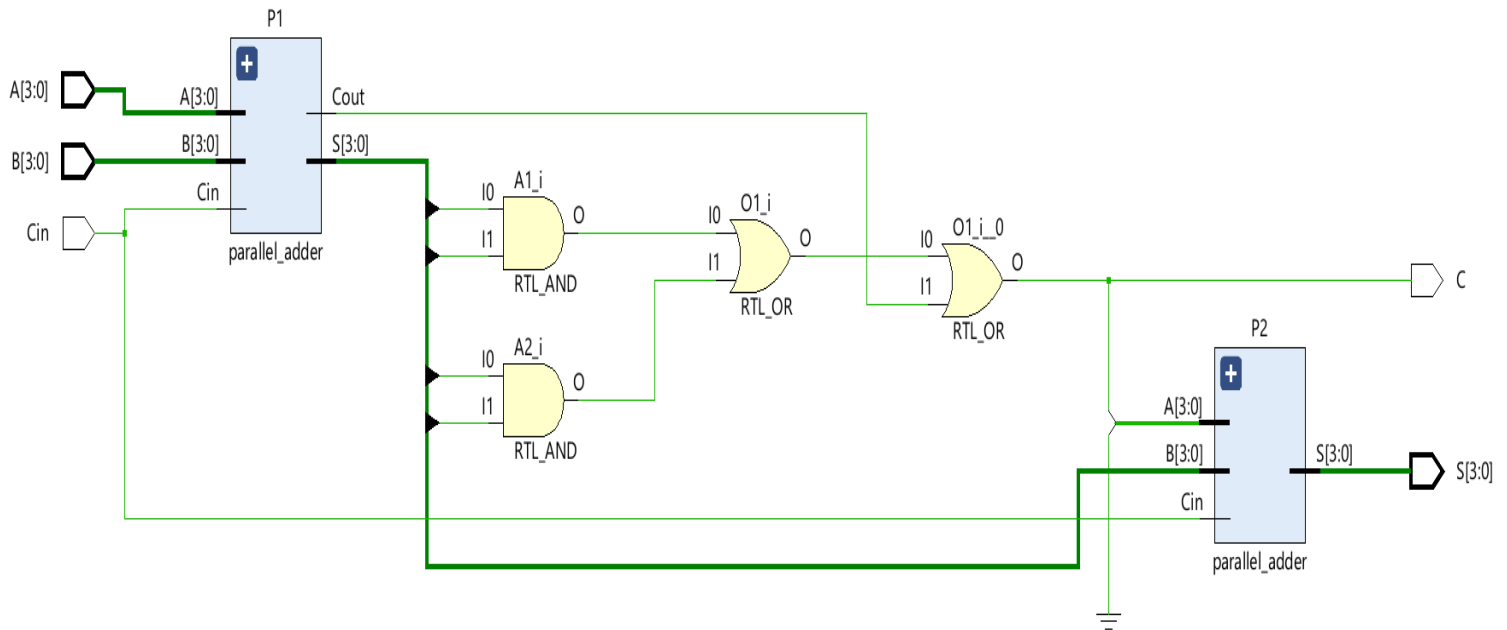 P1
+
A[3:0]
A[3:0]
Cout
B[3:0]
B[3:0]
S[3:0]
Cin
Cin
parallel_adder
A1_i
I0
O
I1
RTL_AND
A2_i
I0
O
I1
RTL_AND
O1_i
I0
O
I1
RTL_OR
O1_i__0
I0
O
I1
RTL_OR
C
P2
+
A[3:0]
B[3:0]
S[3:0]
S[3:0]
Cin
parallel_adder